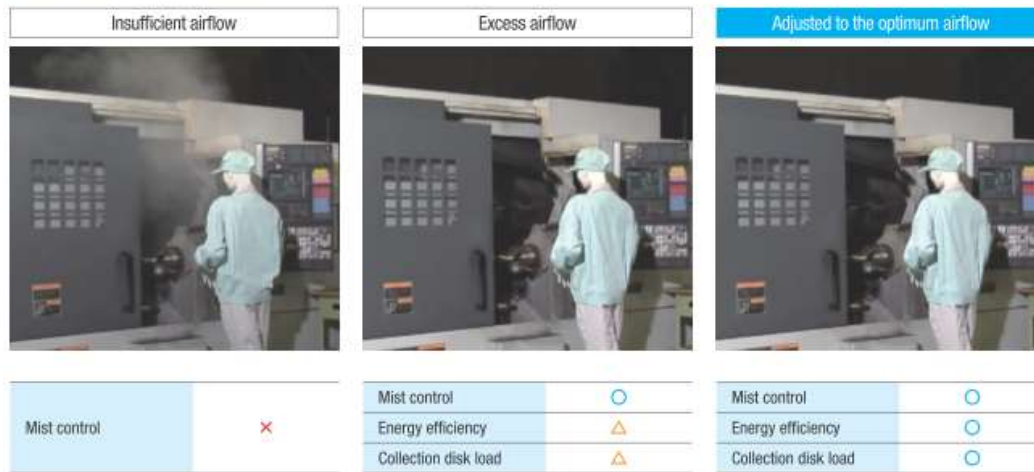 Insufficient airflow
Excess airflow
Adjusted to the optimum airflow
Mist control ×
Mist control ○
Energy efficiency △
Collection disk load △
Mist control ○
Energy efficiency ○
Collection disk load ○